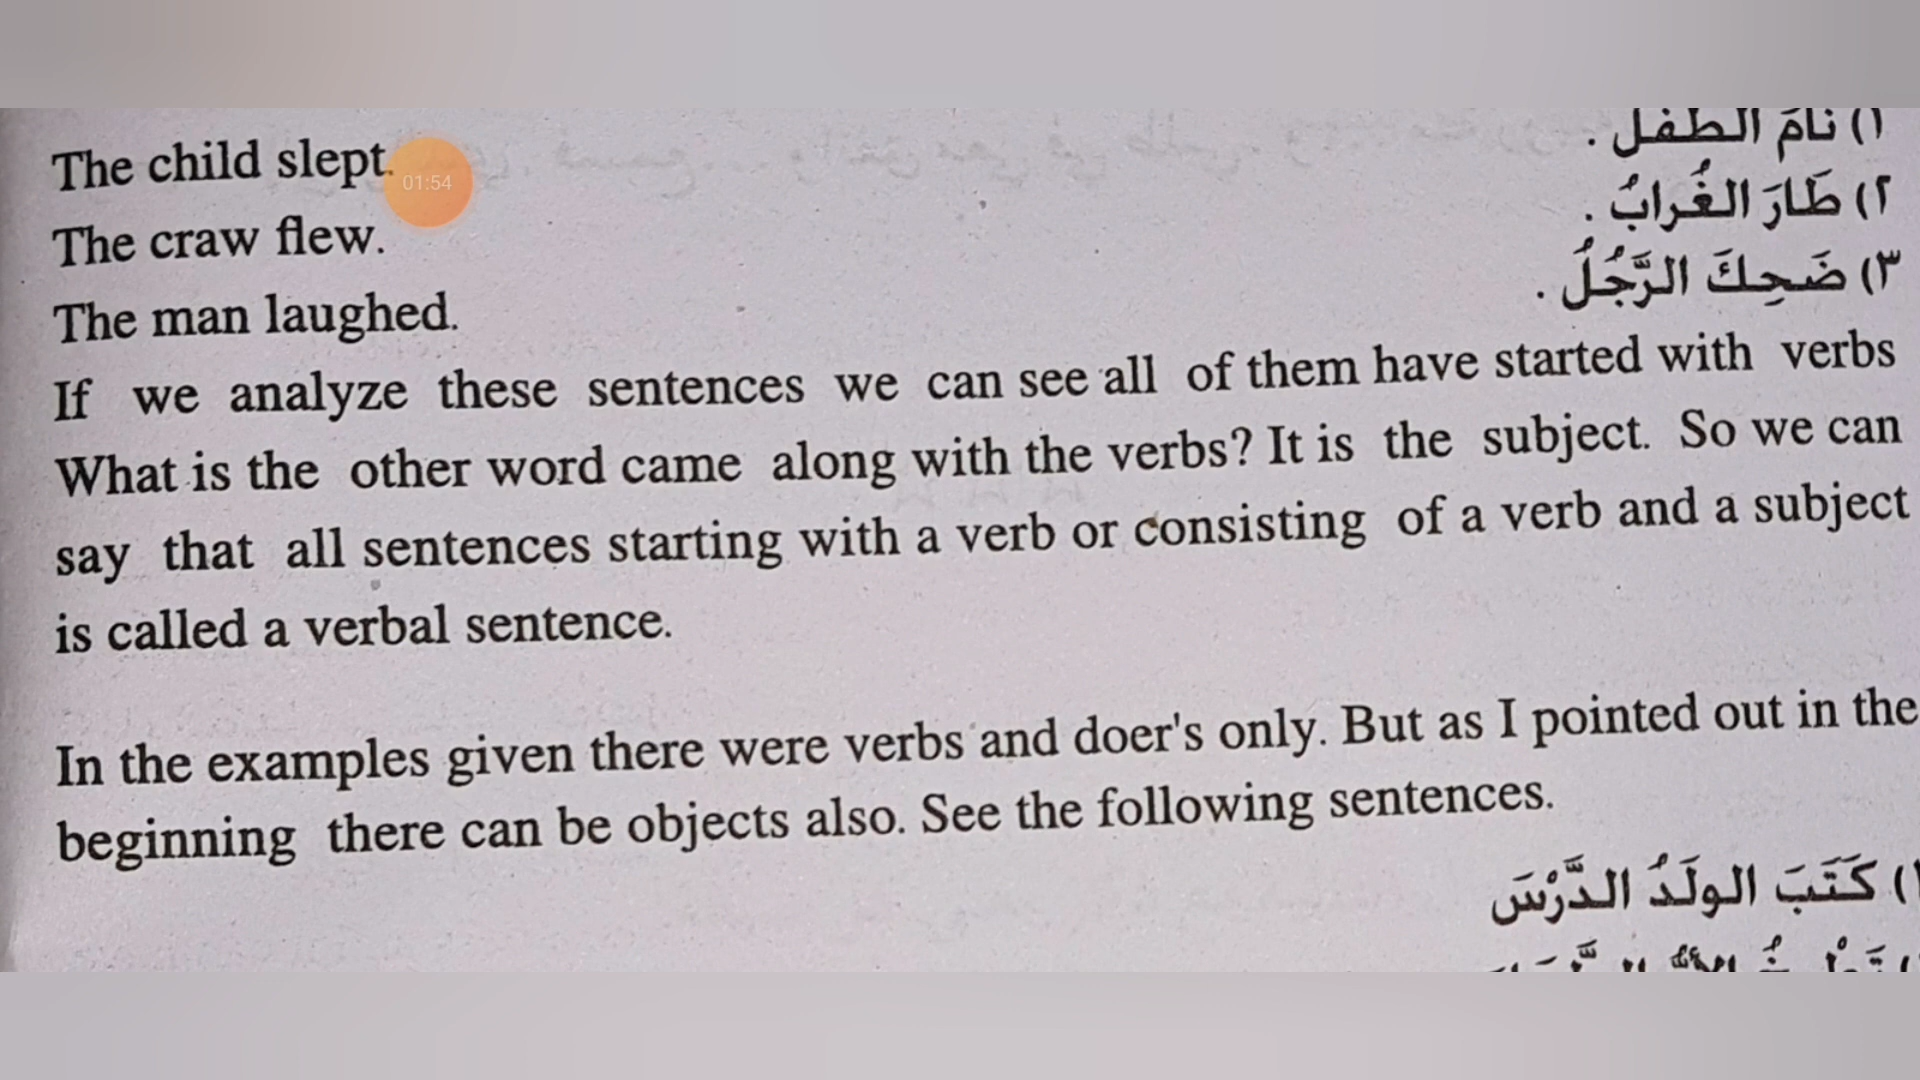 The child slept. ١) نَامَ الطفل .
01:54
The craw flew. ٢) طَارَ الغُرابُ .
The man laughed. ٣) ضَحِكَ الرَّجُلُ .
If we analyze these sentences we can see all of them have started with verbs
What is the other word came along with the verbs? It is the subject. So we can
say that all sentences starting with a verb or consisting of a verb and a subject
is called a verbal sentence.
In the examples given there were verbs and doer's only. But as I pointed out in the
beginning there can be objects also. See the following sentences.
١) كَتَبَ الولَدُ الدَّرْسَ